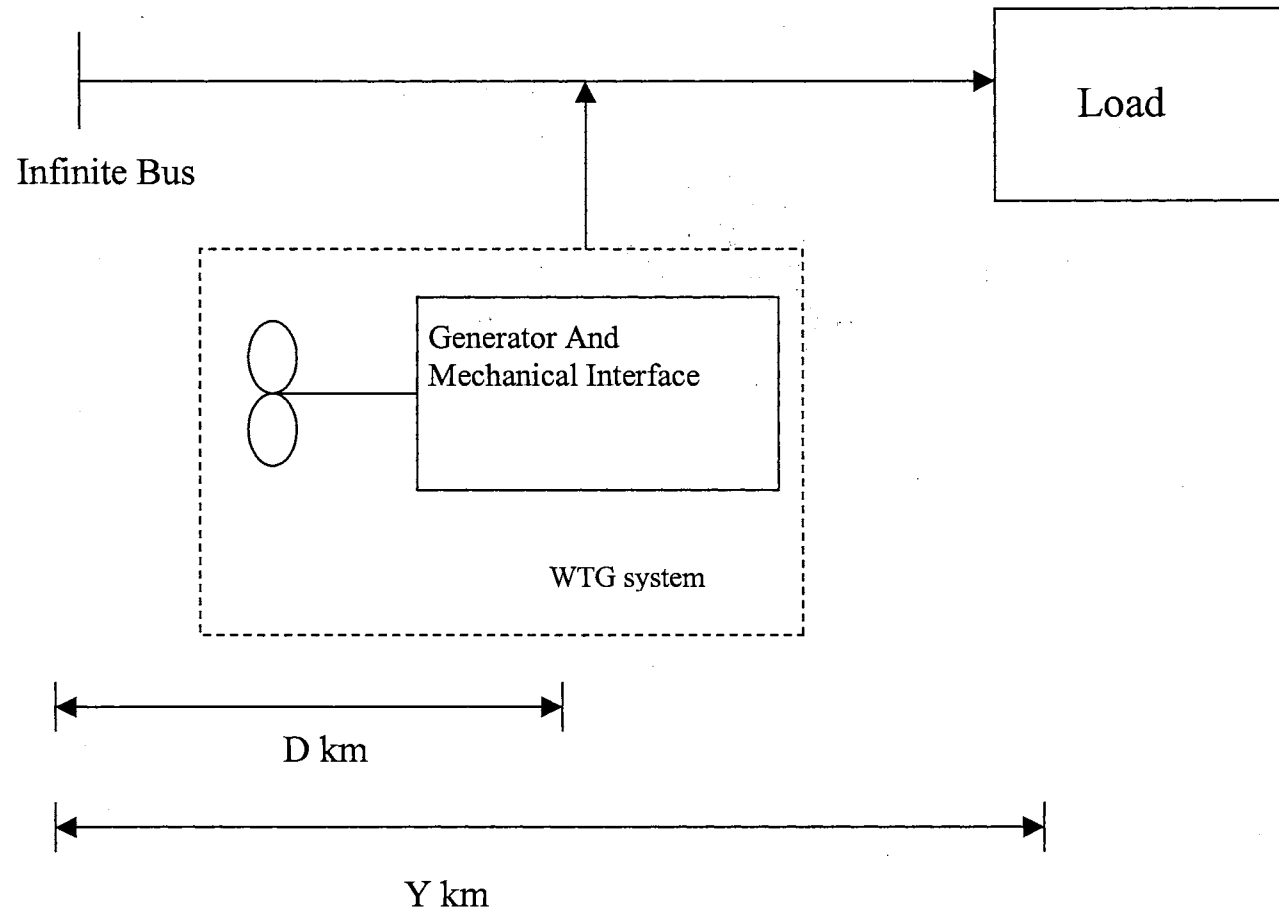 Load
Infinite Bus
Generator And
Mechanical Interface
WTG system
D km
Y km